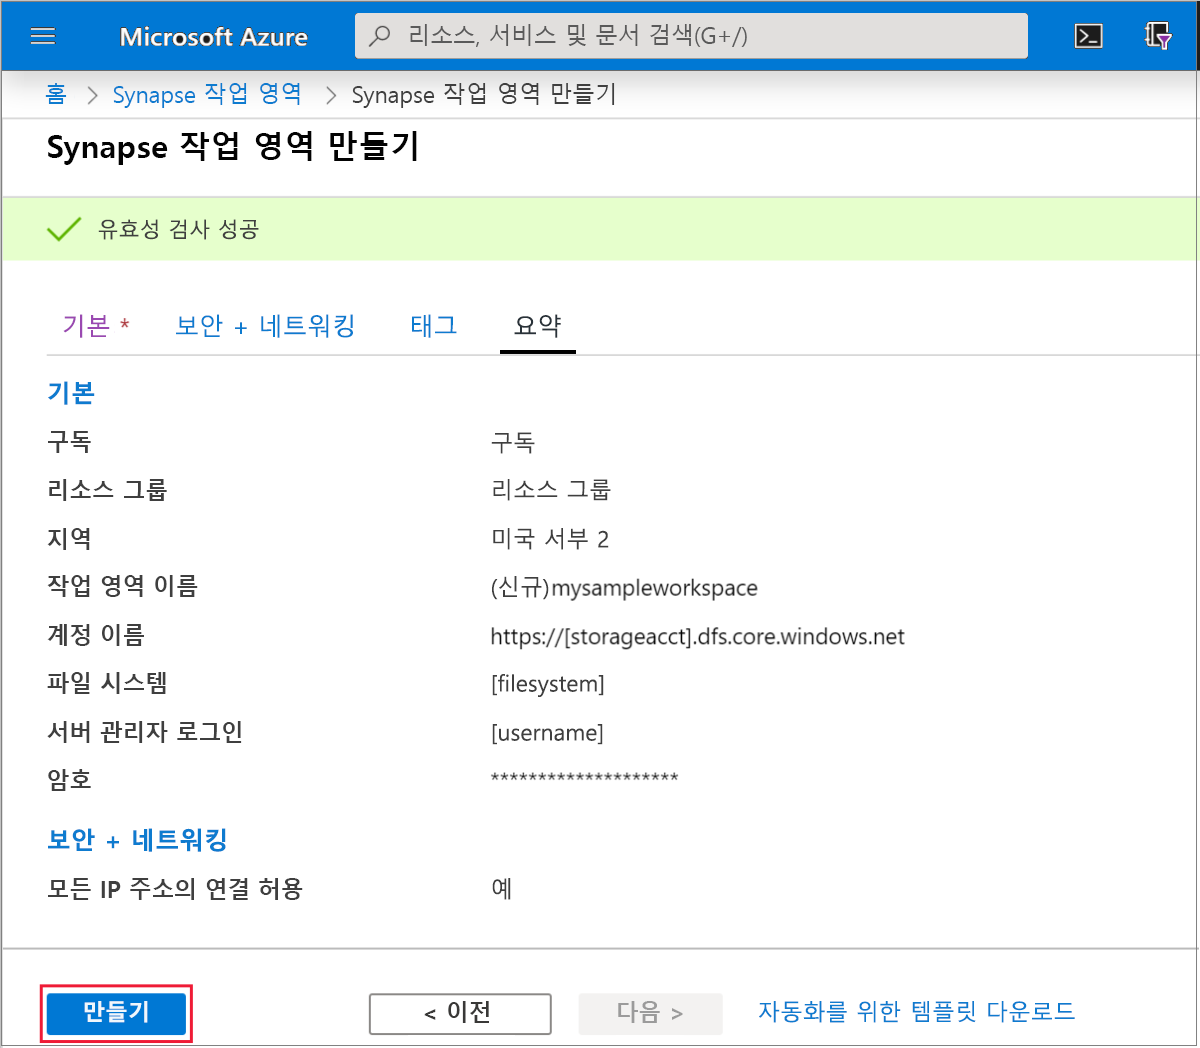 Microsoft Azure
리소스, 서비스 및 문서 검색(G+/)
홈 > Synapse 작업 영역 > Synapse 작업 영역 만들기
Synapse 작업 영역 만들기
유효성 검사 성공
기본 * 보안 + 네트워킹 태그 요약
기본
구독 구독
리소스 그룹 리소스 그룹
지역 미국 서부 2
작업 영역 이름 (신규)mysampleworkspace
계정 이름 https://[storageacct].dfs.core.windows.net
파일 시스템 [filesystem]
서버 관리자 로그인 [username]
암호 ********************
보안 + 네트워킹
모든 IP 주소의 연결 허용 예
만들기 < 이전 다음 > 자동화를 위한 템플릿 다운로드